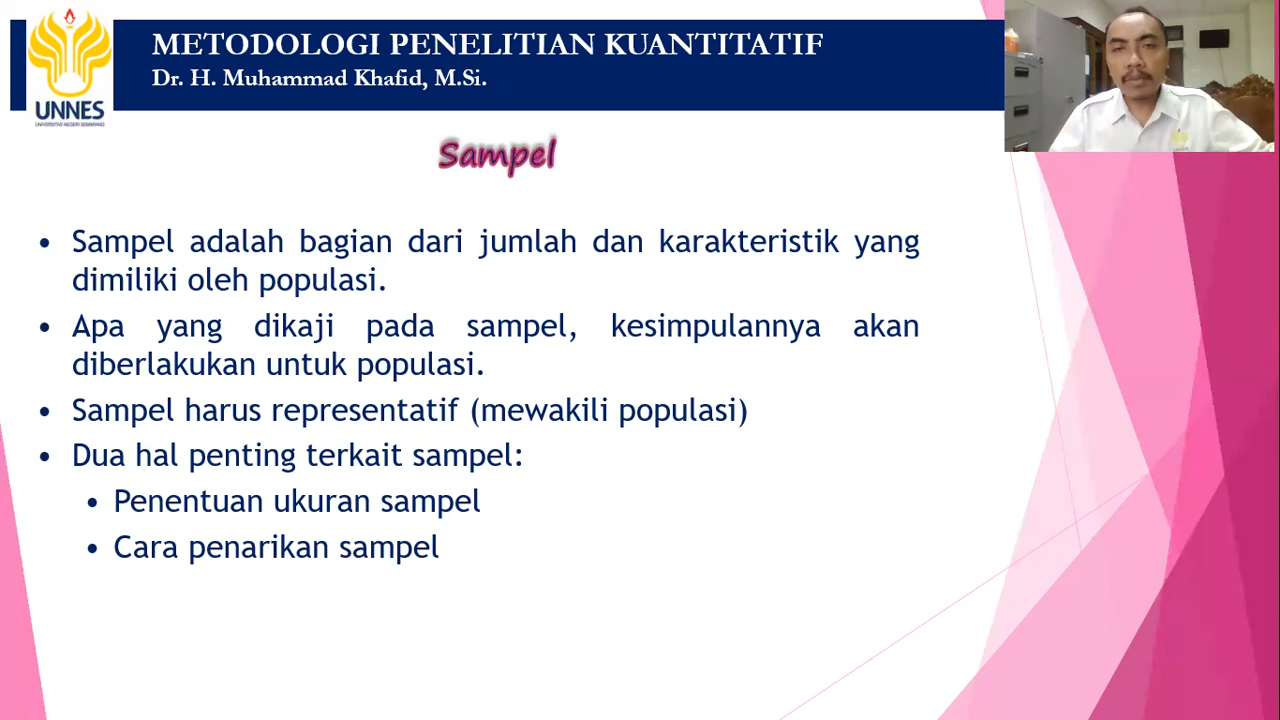 METODOLOGI PENELITIAN KUANTITATIF
Dr. H. Muhammad Khafid, M.Si.
UNNES
UNIVERSITAS NEGERI SEMARANG
Sampel
• Sampel adalah bagian dari jumlah dan karakteristik yang
dimiliki oleh populasi.
• Apa yang dikaji pada sampel, kesimpulannya akan
diberlakukan untuk populasi.
• Sampel harus representatif (mewakili populasi)
• Dua hal penting terkait sampel:
• Penentuan ukuran sampel
• Cara penarikan sampel